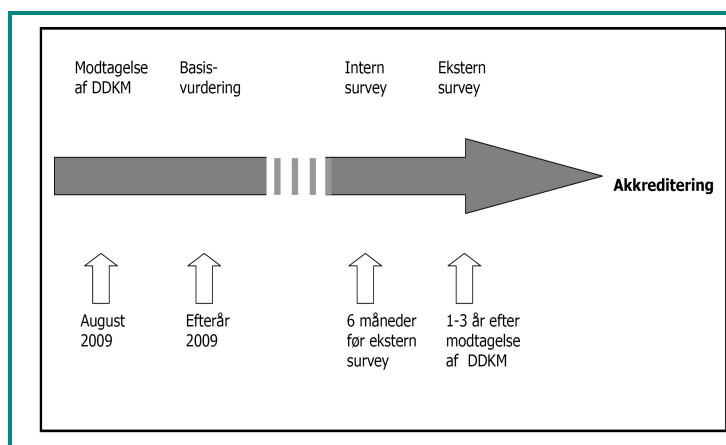 Modtagelse
af DDKM
Basis-
vurdering
Intern
survey
Ekstern
survey
Akkreditering
August
2009
Efterår
2009
6 måneder
før ekstern
survey
1-3 år efter
modtagelse
af DDKM